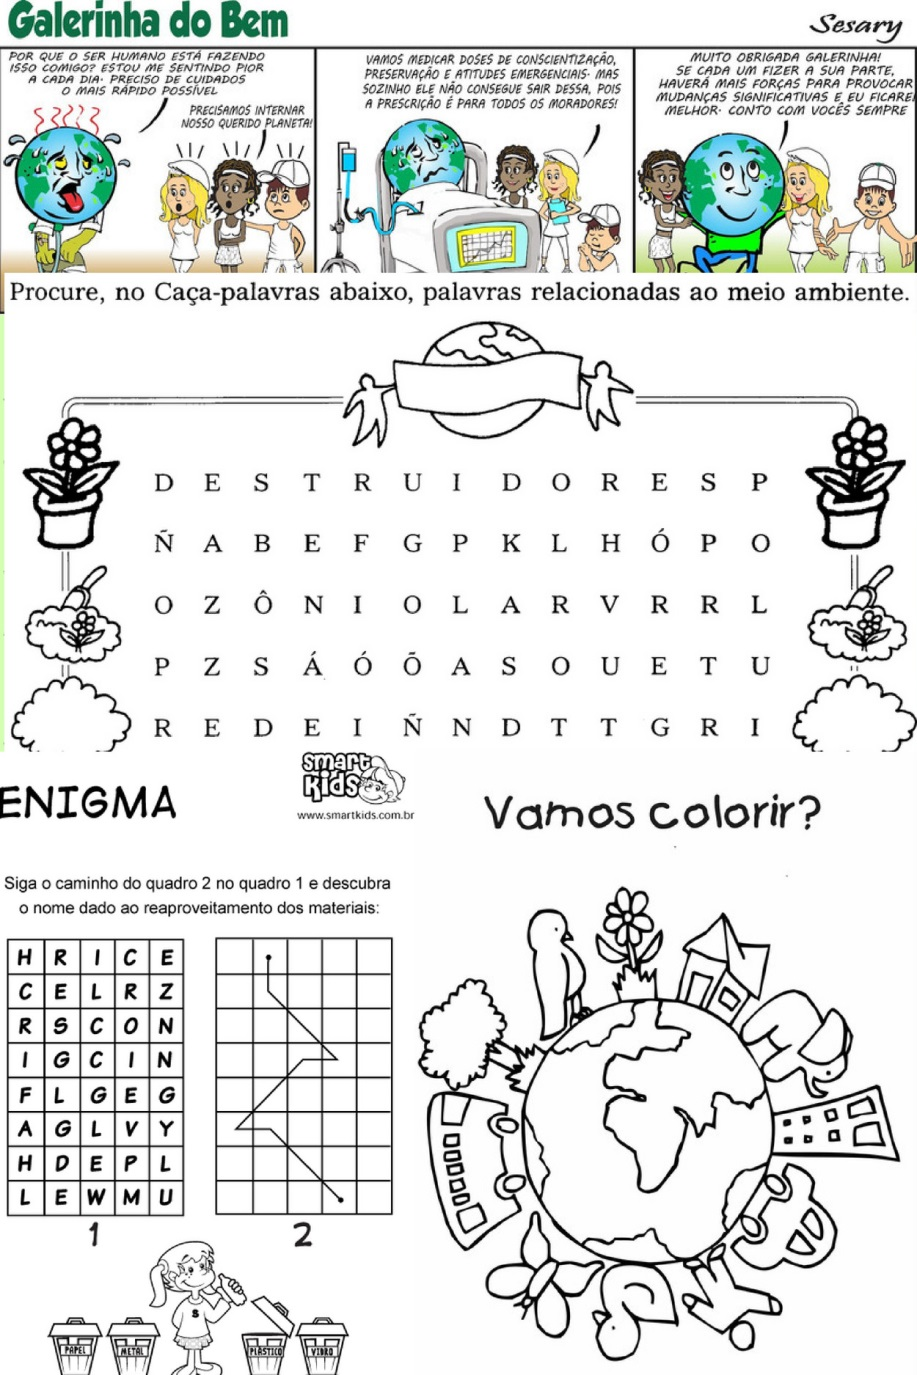 Galerinha do Bem
Sesary
POR QUE O SER HUMANO ESTÁ FAZENDO
ISSO COMIGO? ESTOU ME SENTINDO PIOR
A CADA DIA. PRECISO DE CUIDADOS
O MAIS RÁPIDO POSSÍVEL
PRECISAMOS INTERNAR
NOSSO QUERIDO PLANETA!
VAMOS MEDICAR DOSES DE CONSCIENTIZAÇÃO,
PRESERVAÇÃO E ATITUDES EMERGENCIAIS. MAS
SOZINHO ELE NÃO CONSEGUE SAIR DESSA, POIS
A PRESCRIÇÃO É PARA TODOS OS MORADORES!
MUITO OBRIGADA GALERINHA!
SE CADA UM FIZER A SUA PARTE,
HAVERÁ MAIS FORÇAS PARA PROVOCAR
MUDANÇAS SIGNIFICATIVAS E EU FICAREI
MELHOR. CONTO COM VOCÊS SEMPRE
Procure, no Caça-palavras abaixo, palavras relacionadas ao meio ambiente.
D E S T R U I D O R E S P
Ñ A B E F G P K L H Ó P O
O Z Ô N I O L A R V R R L
P Z S Á Ó Õ A S O U E T U
R E D E I Ñ N D T T G R I
ENIGMA
smart
kids
www.smartkids.com.br
Siga o caminho do quadro 2 no quadro 1 e descubra
o nome dado ao reaproveitamento dos materiais:
H R I C E
C E L R Z
R S C O N
I G C I N
F L G E G
A G L V Y
H D E P L
L E W M U
1
2
S
PAPEL
METAL
PLÁSTICO
VIDRO
Vamos colorir?